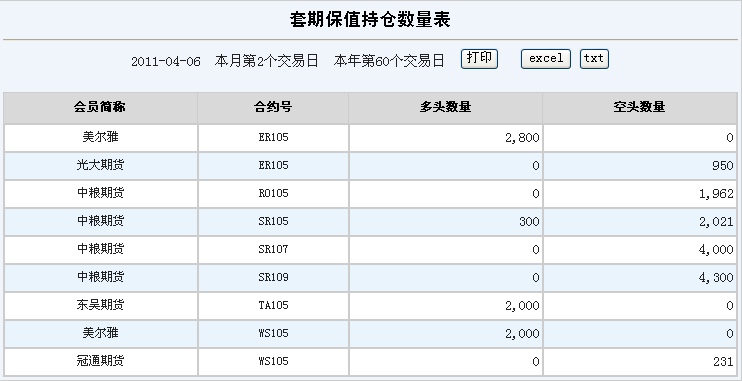 套期保值持仓数量表
2011-04-06 本月第2个交易日 本年第60个交易日 打印 excel txt
会员简称 合约号 多头数量 空头数量
美尔雅 ER105 2,800 0
光大期货 ER105 0 950
中粮期货 RO105 0 1,962
中粮期货 SR105 300 2,021
中粮期货 SR107 0 4,000
中粮期货 SR109 0 4,300
东吴期货 TA105 2,000 0
美尔雅 WS105 2,000 0
冠通期货 WS105 0 231